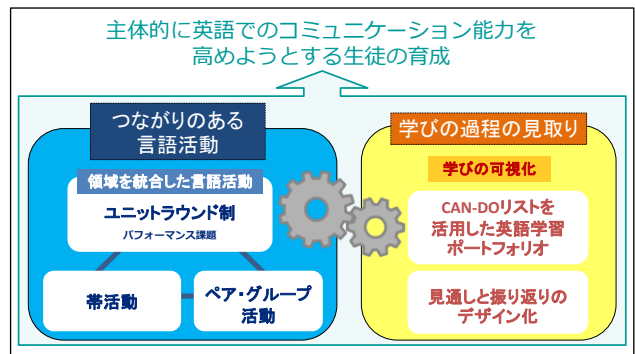 主体的に英語でのコミュニケーション能力を
高めようとする生徒の育成
つながりのある
言語活動
領域を統合した言語活動
ユニットラウンド制
パフォーマンス課題
帯活動
ペア・グループ
活動
学びの過程の見取り
学びの可視化
CAN-DOリストを
活用した英語学習
ポートフォリオ
見通しと振り返りの
デザイン化